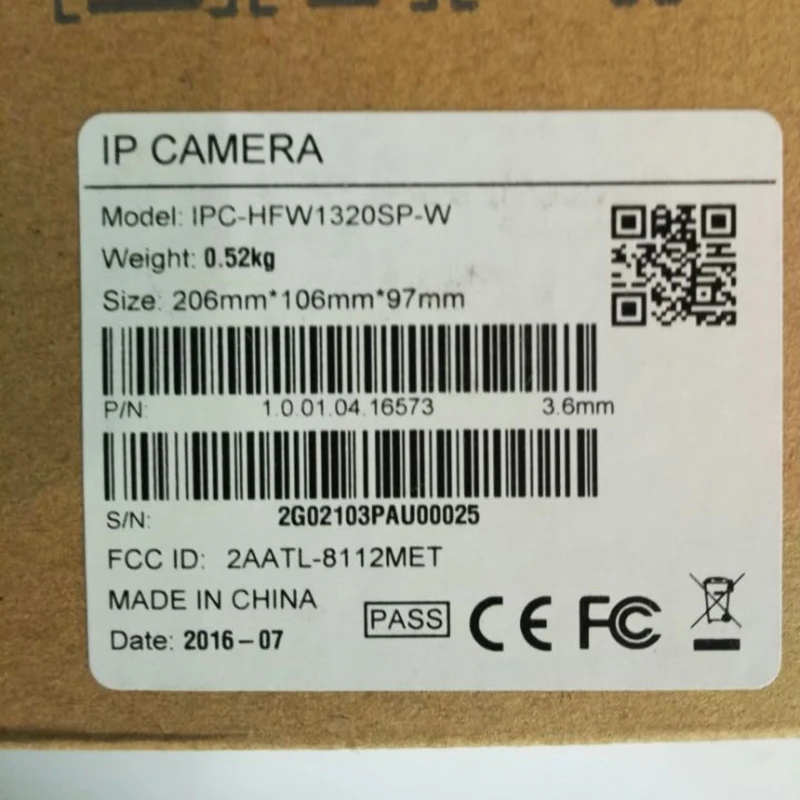 IP CAMERA
Model: IPC-HFW1320SP-W
Weight: 0.52kg
Size: 206mm*106mm*97mm
P/N: 1.0.01.04.16573 3.6mm
S/N: 2G02103PAU00025
FCC ID: 2AATL-8112MET
MADE IN CHINA
PASS CE FC
Date: 2016-07